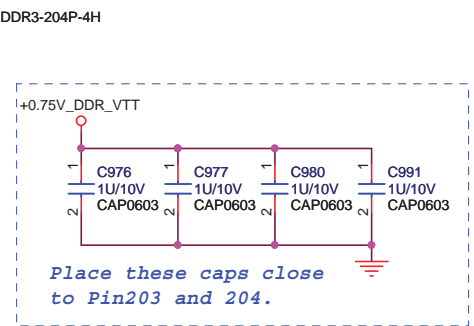 DDR3-204P-4H
+0.75V_DDR_VTT
1 1 1 1
C976 C977 C980 C991
1U/10V 1U/10V 1U/10V 1U/10V
CAP0603 CAP0603 CAP0603 CAP0603
2 2 2 2
Place these caps close
to Pin203 and 204.